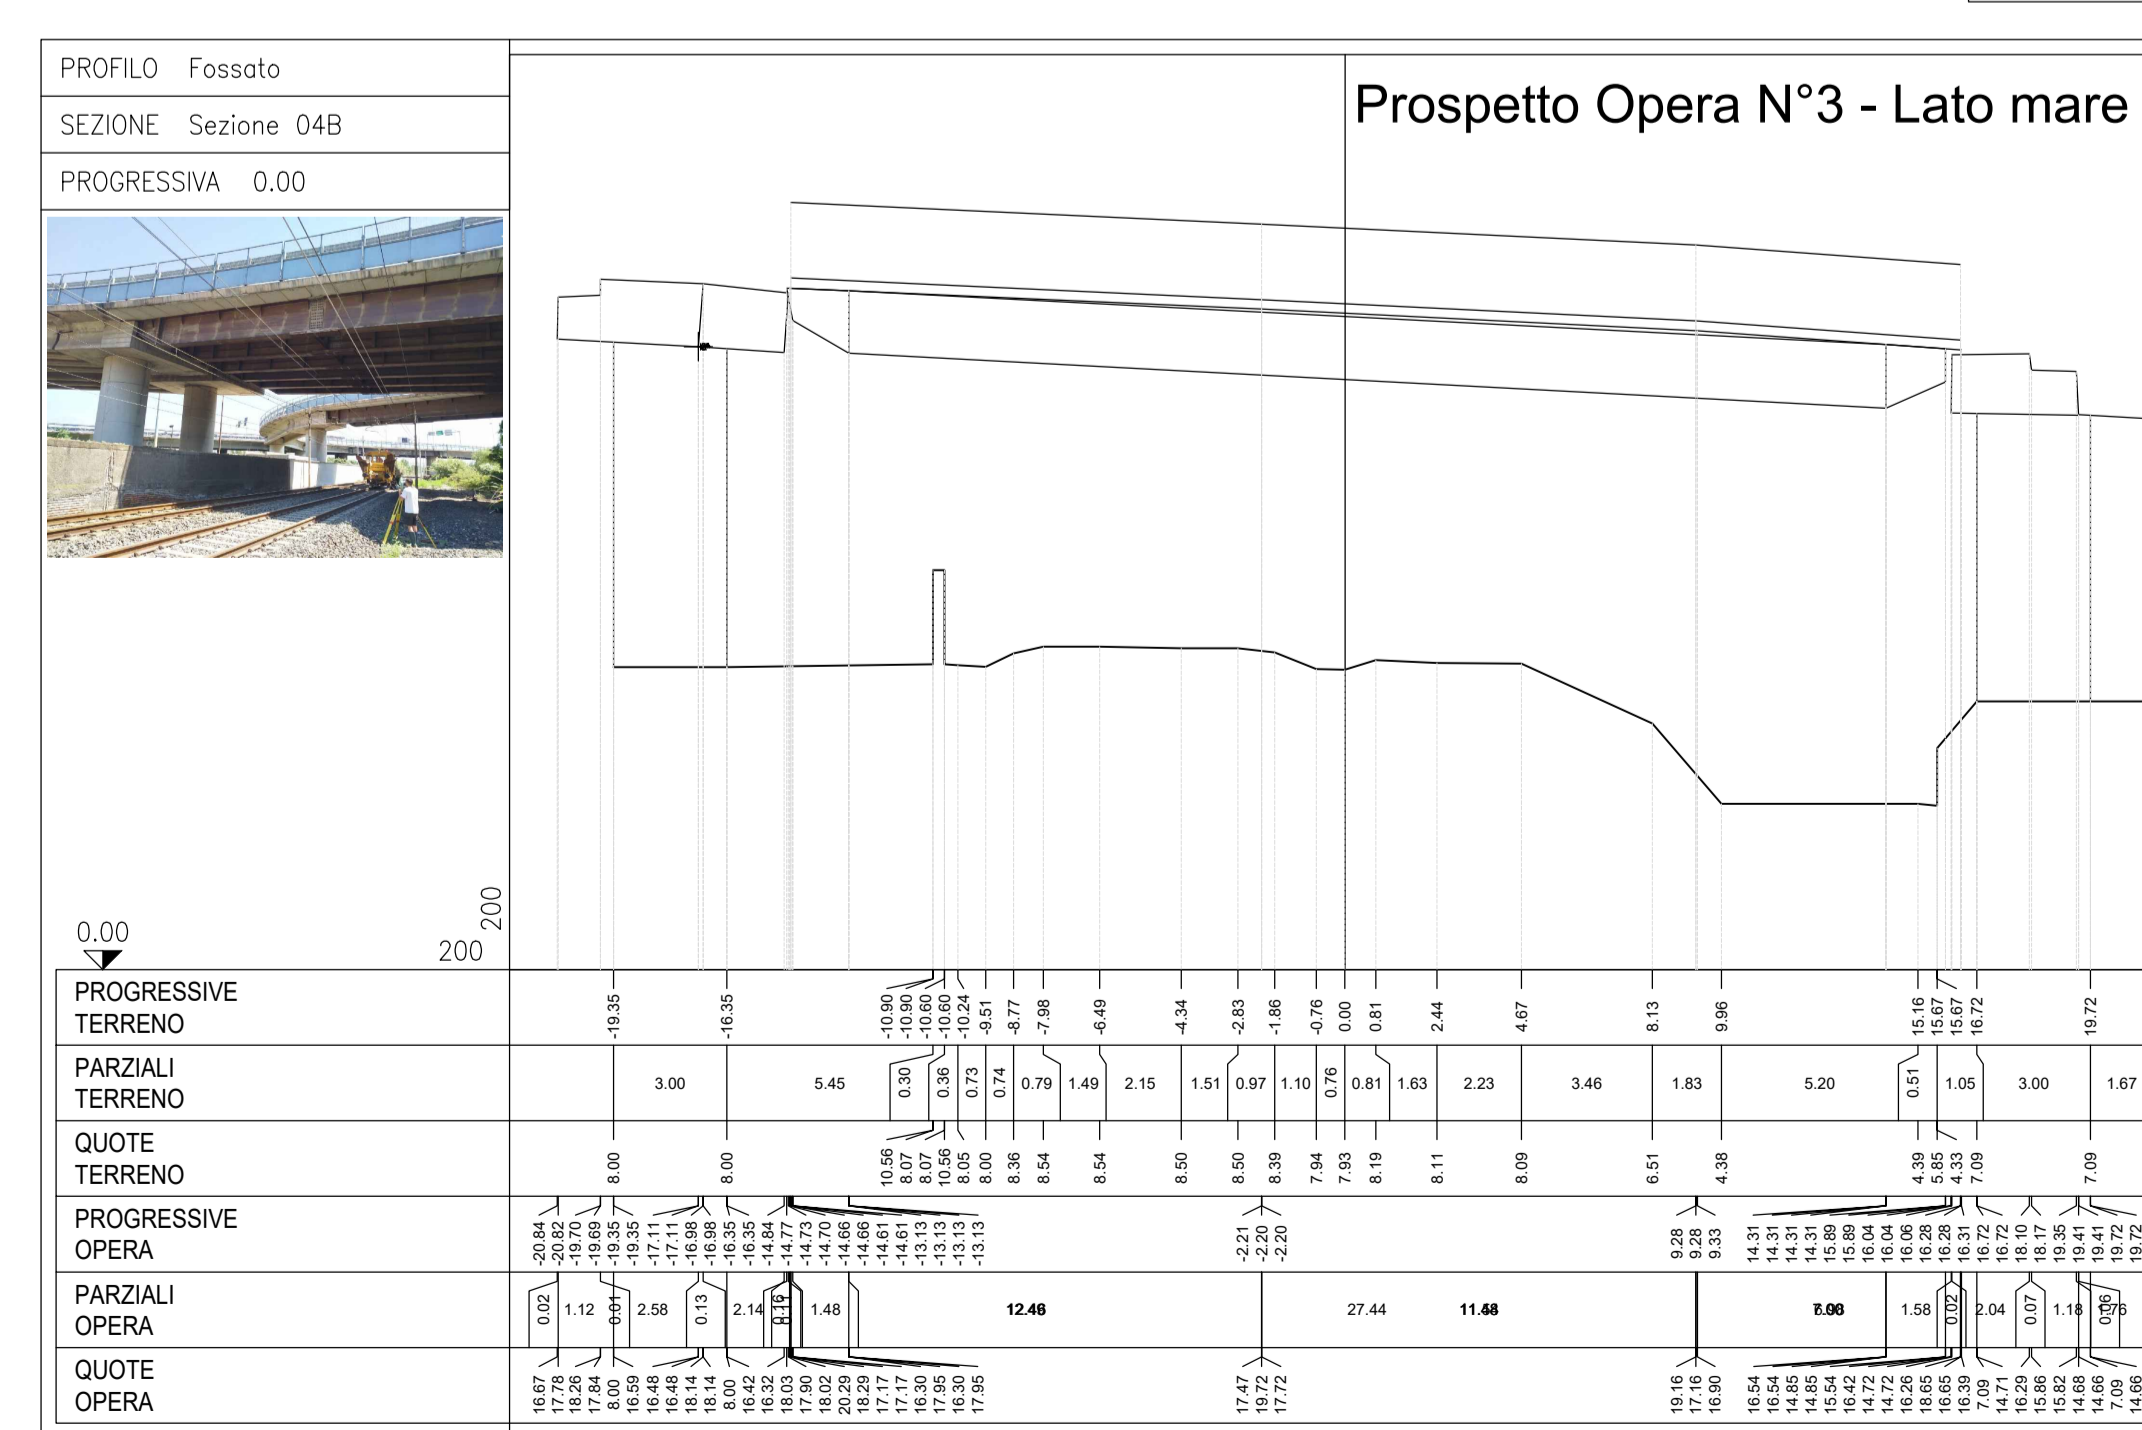 PROFILO Fossato
SEZIONE Sezione 04B
PROGRESSIVA 0.00
Prospetto Opera N°3 - Lato mare
0.00
200
200
PROGRESSIVE
TERRENO
-19.35 -16.35 -10.90 -10.90 -10.60 -10.60 -10.24 -9.51 -8.77 -7.98 -6.49 -4.34 -2.83 -1.86 -0.76 0.00 0.81 2.44 4.67 8.13 9.96 15.16 15.67 15.67 16.72 19.72
PARZIALI
TERRENO
3.00 5.45 0.30 0.36 0.73 0.74 0.79 1.49 2.15 1.51 0.97 1.10 0.76 0.81 1.63 2.23 3.46 1.83 5.20 0.51 1.05 3.00 1.67
QUOTE
TERRENO
8.00 8.00 10.56 8.07 8.07 10.56 8.05 8.00 8.36 8.54 8.54 8.50 8.50 8.39 7.94 7.93 8.19 8.11 8.09 6.51 4.38 4.39 5.85 4.33 7.09 7.09
PROGRESSIVE
OPERA
-20.84 -20.82 -19.70 -19.69 -19.35 -19.35 -17.11 -17.11 -16.98 -16.98 -16.35 -16.35 -14.84 -14.77 -14.73 -14.70 -14.66 -14.66 -14.61 -14.61 -13.13 -13.13 -13.13 -13.13 -2.21 -2.20 -2.20 9.28 9.28 9.33 14.31 14.31 14.31 14.31 15.89 15.89 16.04 16.04 16.06 16.28 16.28 16.31 16.72 16.72 18.10 18.17 19.35 19.41 19.41 19.72 19.72
PARZIALI
OPERA
0.02 1.12 0.01 2.58 0.13 2.14 1.48 27.44 1.58 0.02 2.04 0.07 1.18
QUOTE
OPERA
16.67 17.78 18.26 17.84 8.00 16.59 16.48 16.48 18.14 18.14 8.00 16.42 16.32 18.03 17.90 18.02 20.29 18.29 17.17 17.17 16.30 17.95 16.30 17.95 17.47 19.72 17.72 19.16 17.16 16.90 16.54 16.54 14.85 14.85 15.54 16.42 14.72 14.72 16.26 18.65 16.65 16.39 7.09 14.71 16.29 15.86 15.82 14.68 14.66 7.09 14.66